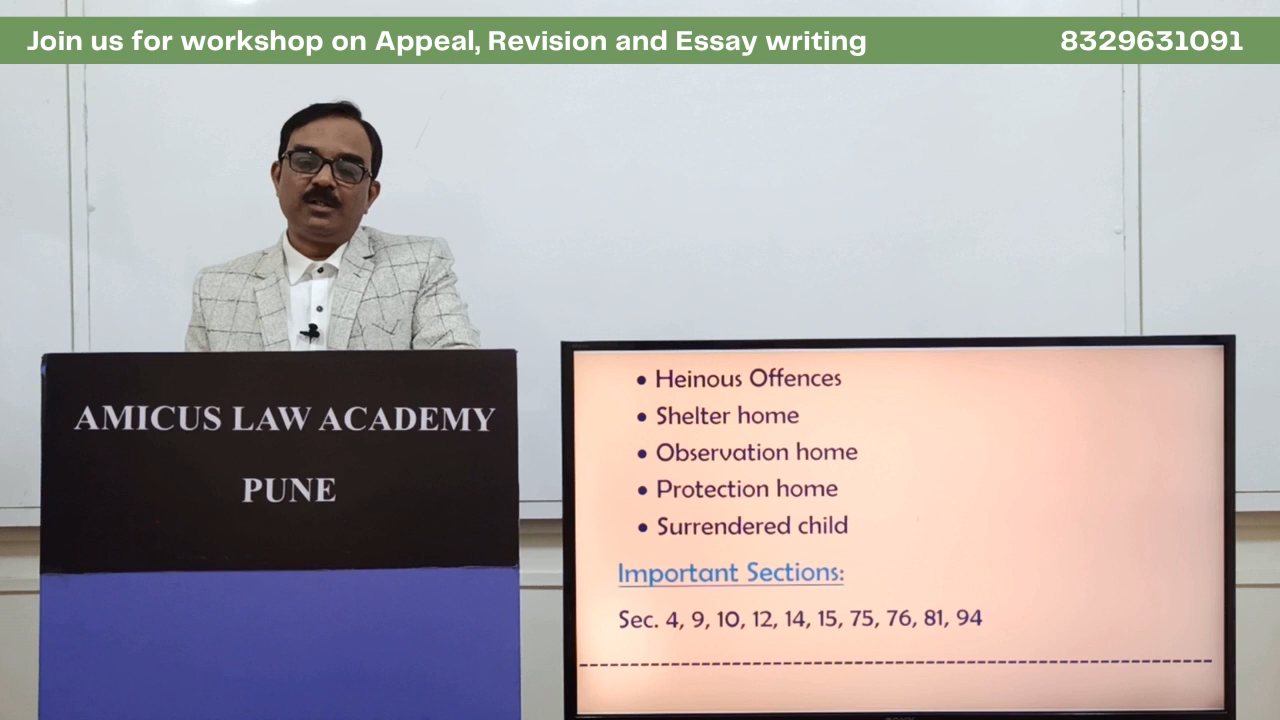 Join us for workshop on Appeal, Revision and Essay writing 8329631091
AMICUS LAW ACADEMY
PUNE
• Heinous Offences
• Shelter home
• Observation home
• Protection home
• Surrendered child
Important Sections:
Sec. 4, 9, 10, 12, 14, 15, 75, 76, 81, 94